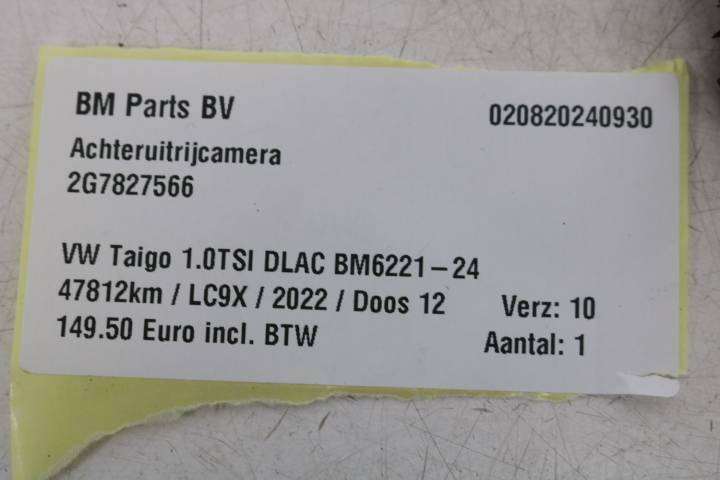 BM Parts BV 020820240930
Achteruitrijcamera
2G7827566
VW Taigo 1.0TSI DLAC BM6221-24
47812km / LC9X / 2022 / Doos 12 Verz: 10
149.50 Euro incl. BTW Aantal: 1